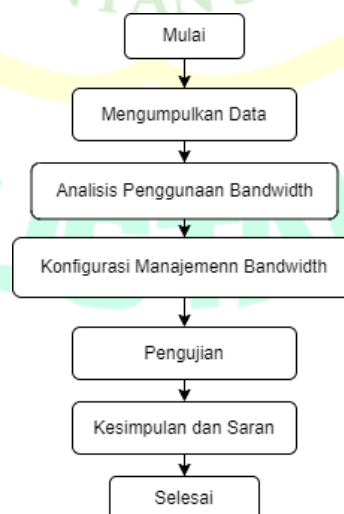 Mulai
Mengumpulkan Data
Analisis Penggunaan Bandwidth
Konfigurasi Manajemenn Bandwidth
Pengujian
Kesimpulan dan Saran
Selesai